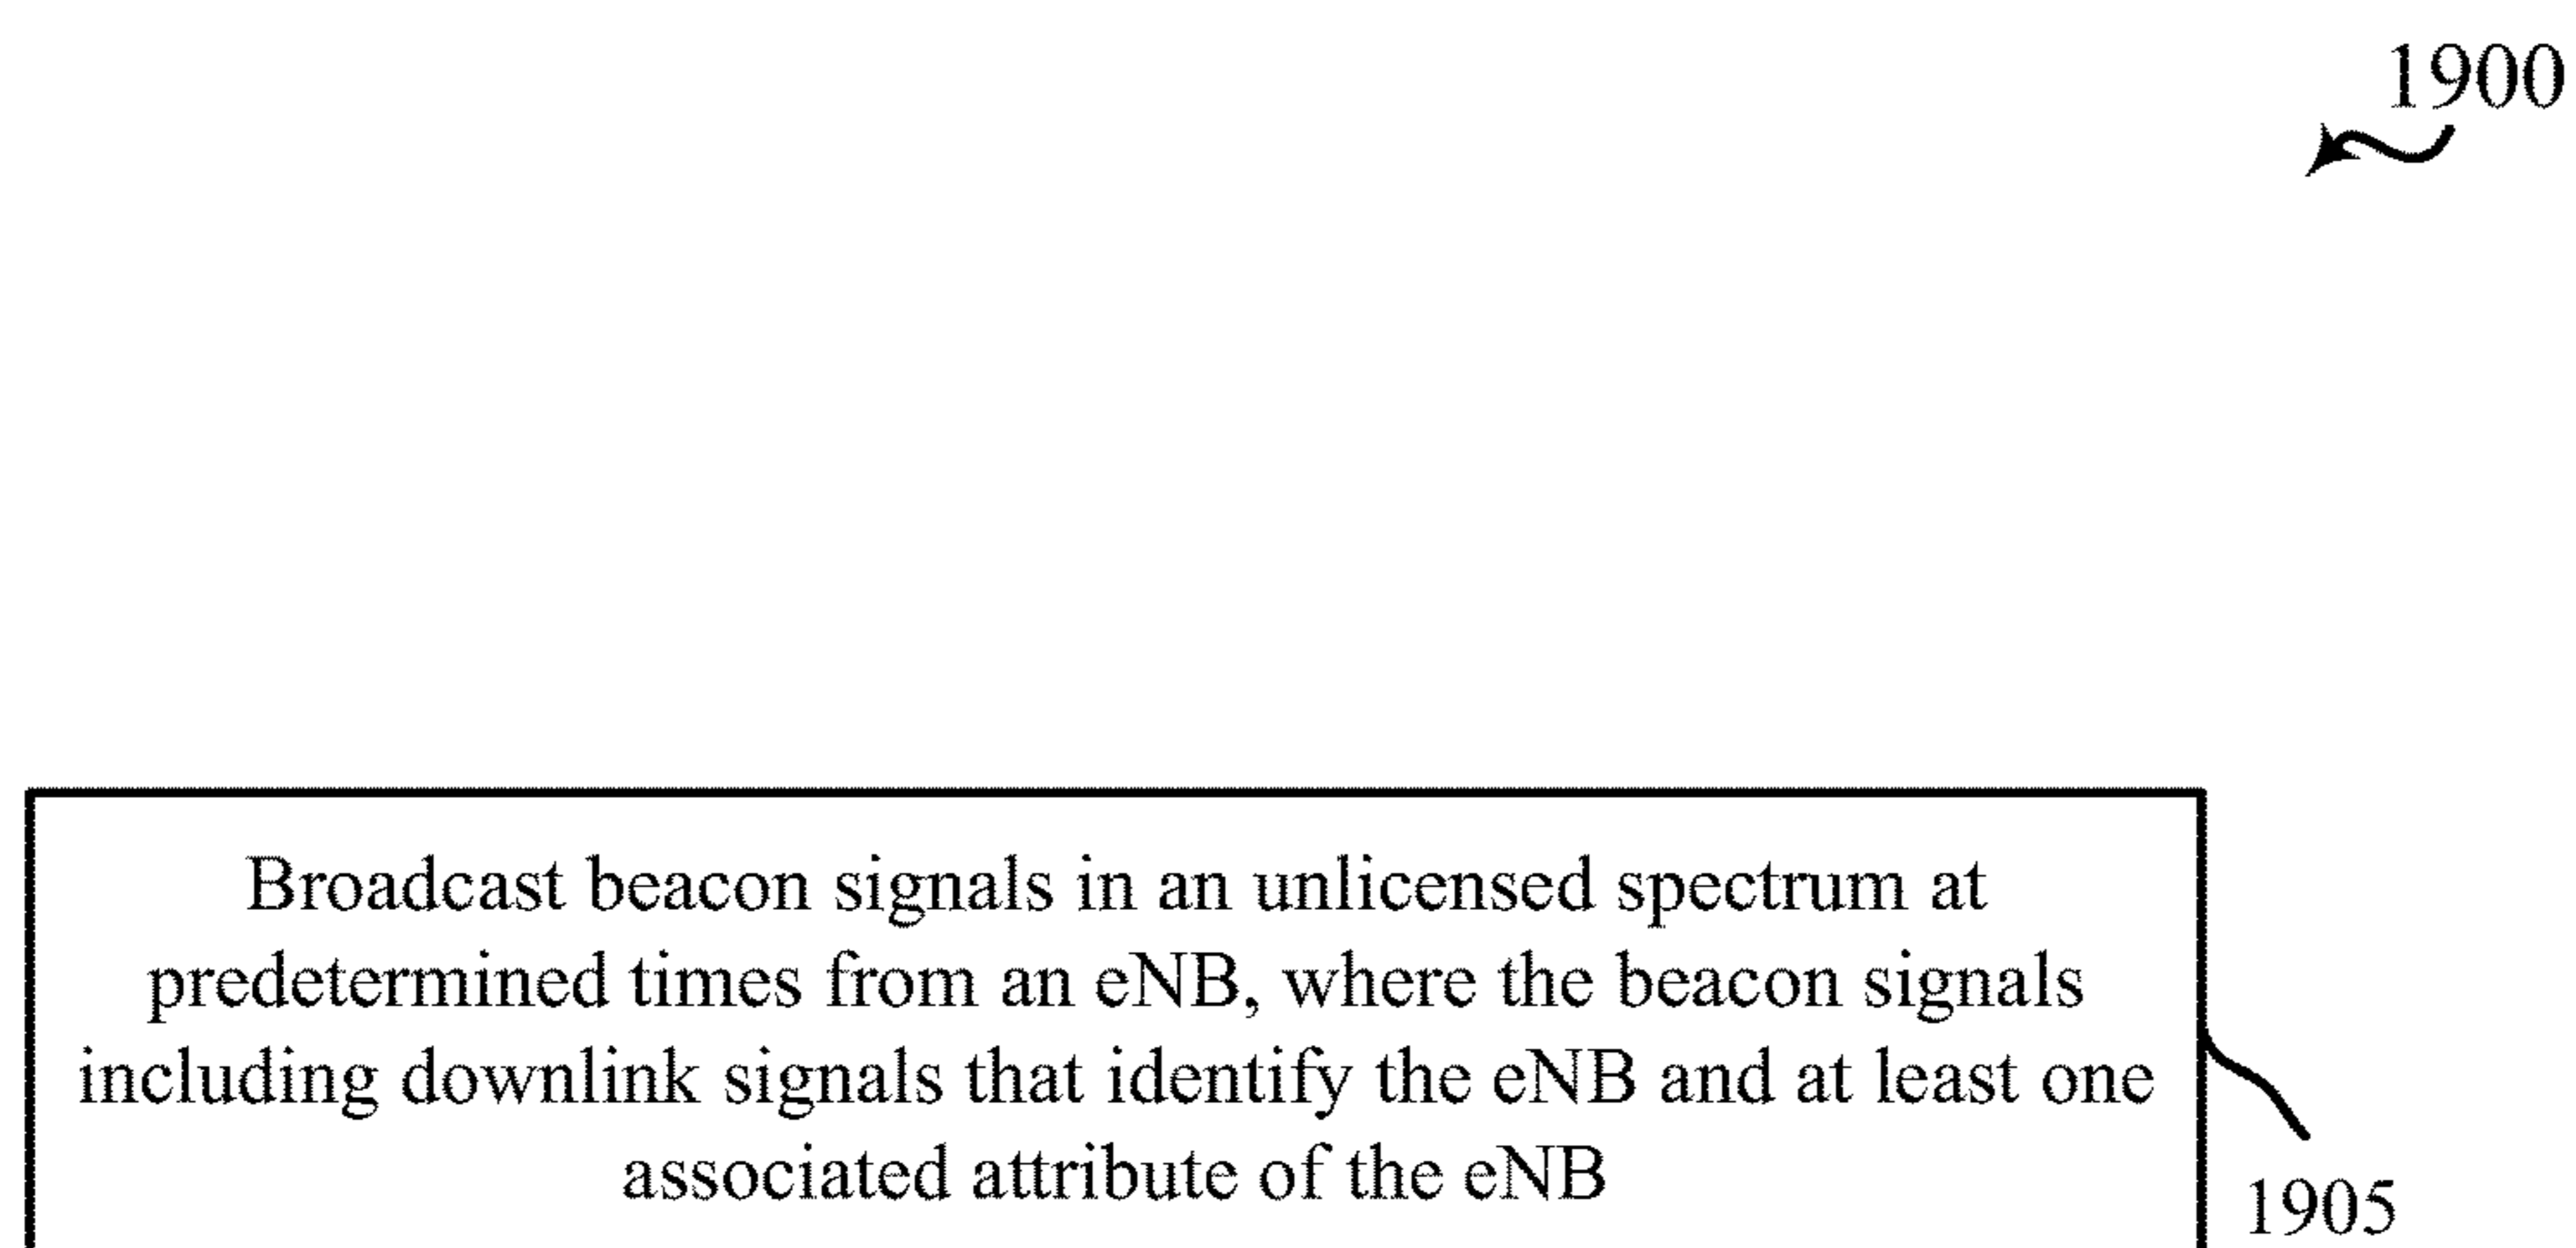 1900
Broadcast beacon signals in an unlicensed spectrum at
predetermined times from an eNB, where the beacon signals
including downlink signals that identify the eNB and at least one
associated attribute of the eNB
1905